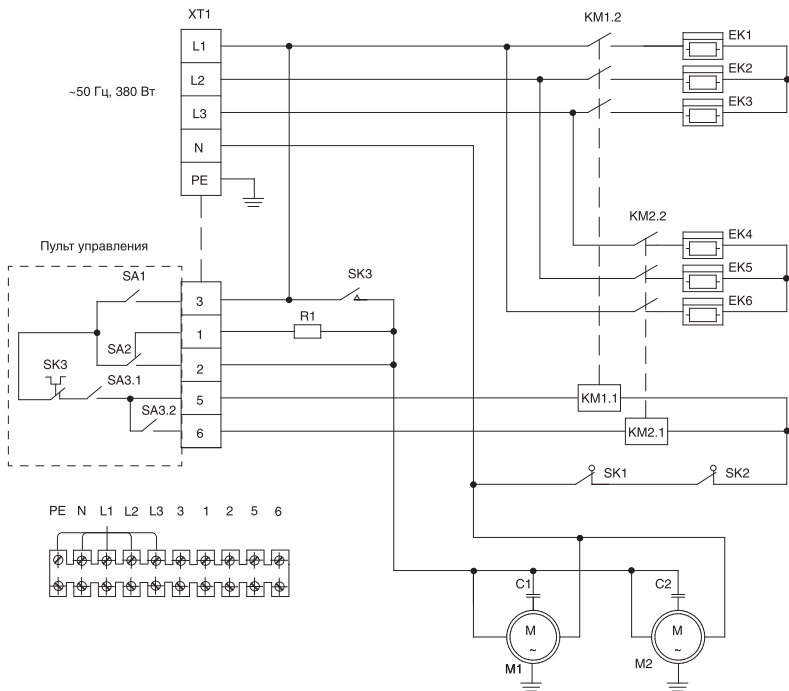 XT1
KM1.2
L1
EK1
L2
EK2
~50 Гц, 380 Вт
L3
EK3
N
PE
KM2.2
EK4
Пульт управления
EK5
SA1
SK3
3
EK6
R1
1
SA2
2
SK3
SA3.1
5
KM1.1
SA3.2
6
KM2.1
SK1
SK2
PE N L1 L2 L3 3 1 2 5 6
C1
C2
M
~
M
~
M1
M2